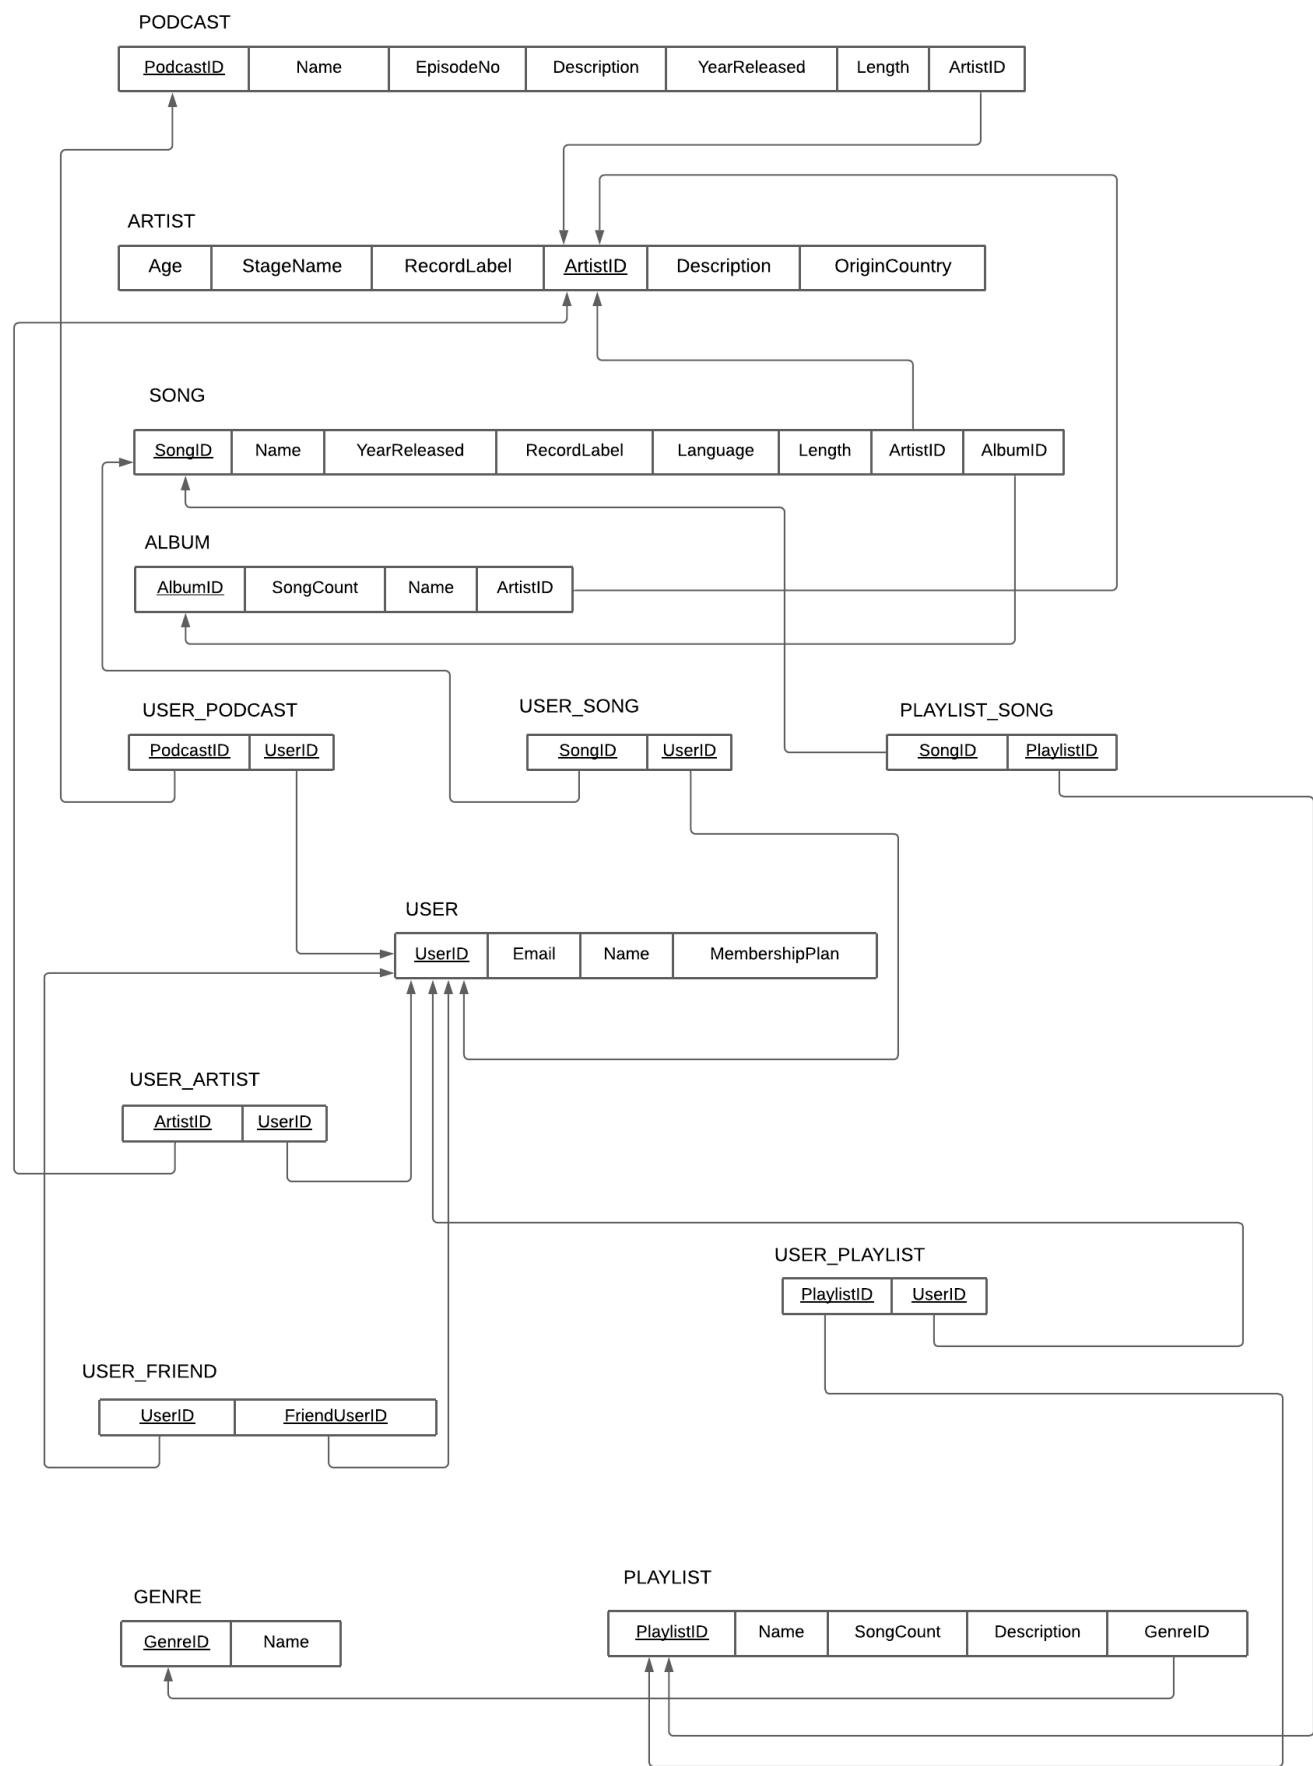 PODCAST
PodcastID Name EpisodeNo Description YearReleased Length ArtistID
ARTIST
Age StageName RecordLabel ArtistID Description OriginCountry
SONG
SongID Name YearReleased RecordLabel Language Length ArtistID AlbumID
ALBUM
AlbumID SongCount Name ArtistID
USER_PODCAST USER_SONG PLAYLIST_SONG
PodcastID UserID SongID UserID SongID PlaylistID
USER
UserID Email Name MembershipPlan
USER_ARTIST
ArtistID UserID
USER_PLAYLIST
PlaylistID UserID
USER_FRIEND
UserID FriendUserID
GENRE PLAYLIST
GenreID Name PlaylistID Name SongCount Description GenreID